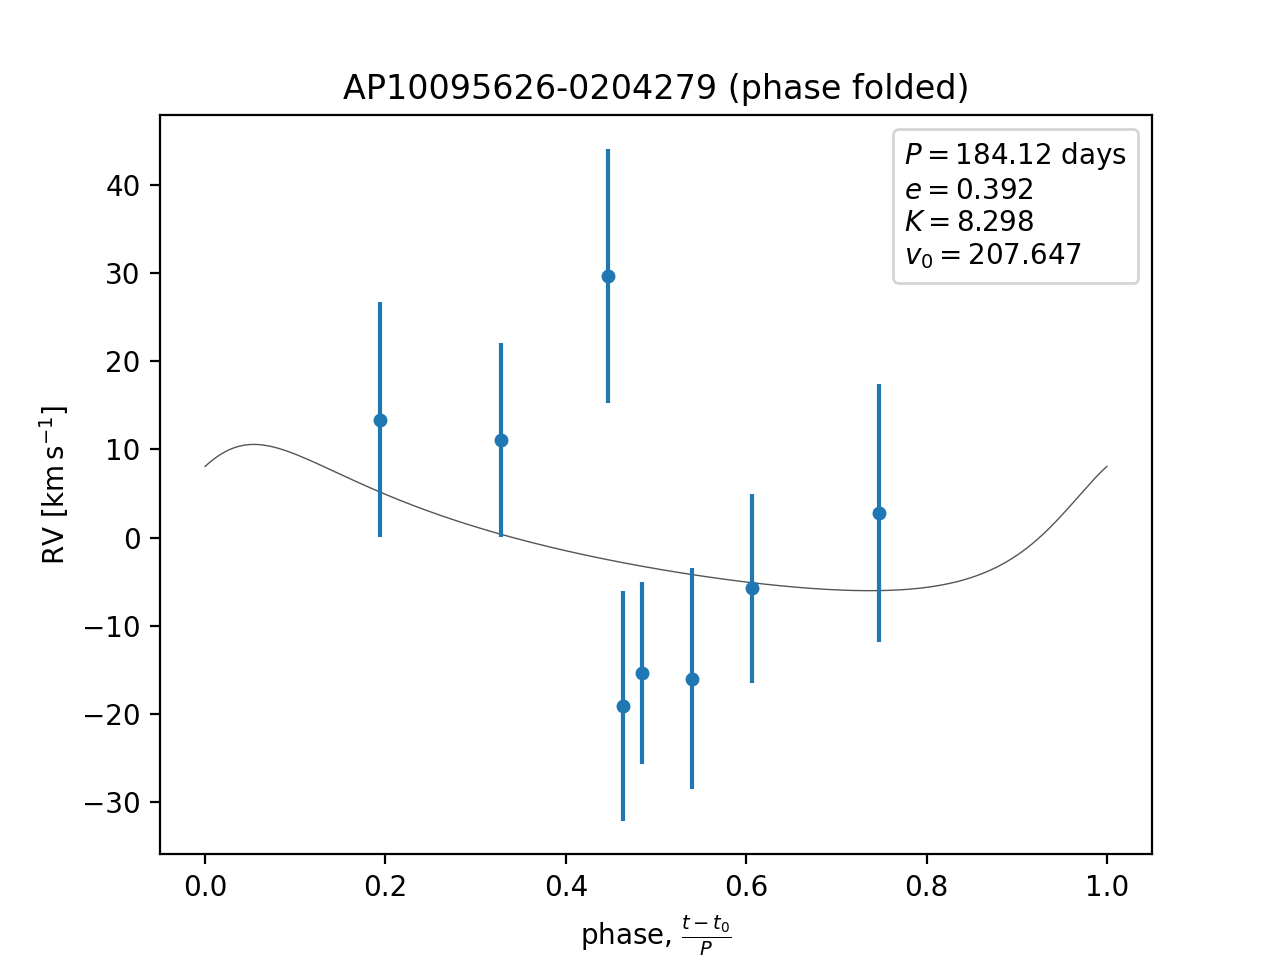 AP10095626-0204279 (phase folded)
P = 184.12 days
e = 0.392
K = 8.298
v₀ = 207.647
RV [km s⁻¹]
40
30
20
10
0
−10
−20
−30
0.0 0.2 0.4 0.6 0.8 1.0
phase, (t − t₀)/P